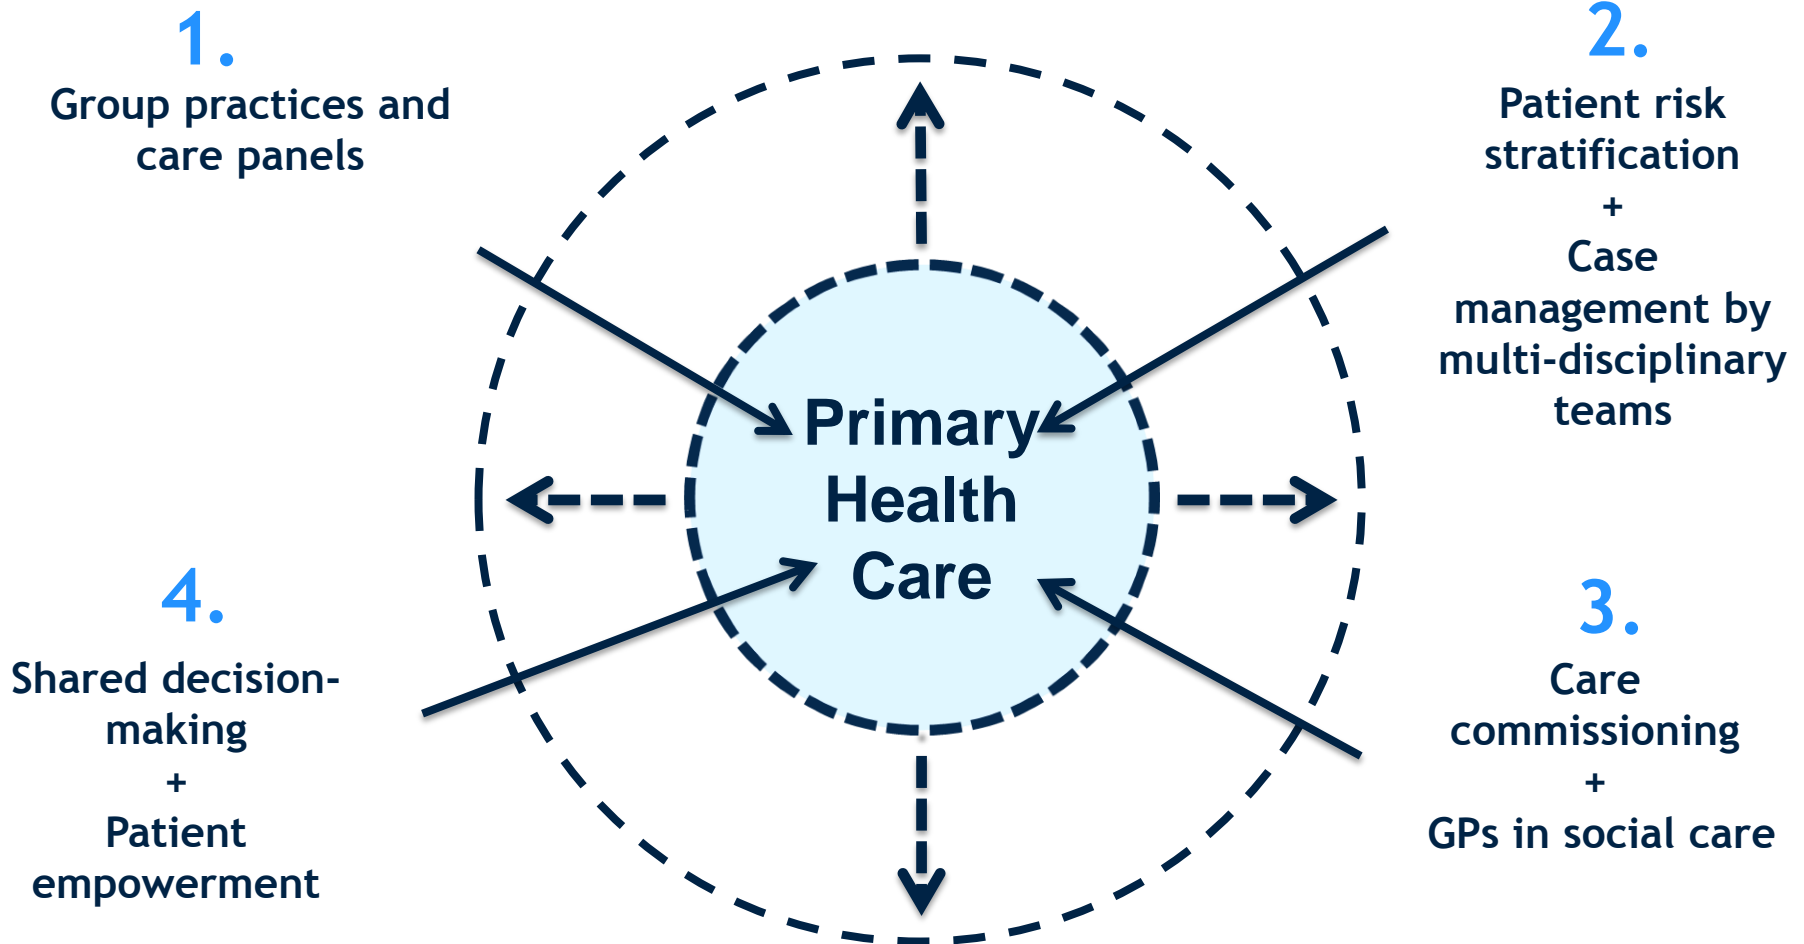 1.
Group practices and
care panels
2.
Patient risk
stratification
+
Case
management by
multi-disciplinary
teams
Primary
Health
Care
4.
Shared decision-
making
+
Patient
empowerment
3.
Care
commissioning
+
GPs in social care